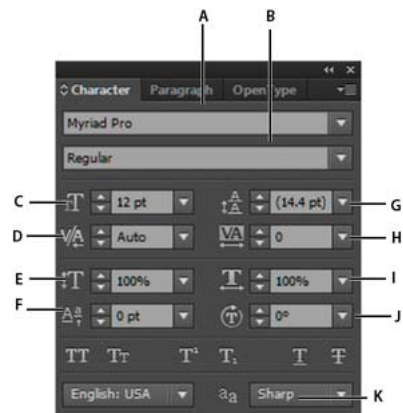 A B
Character Paragraph OpenType
Myriad Pro
Regular
C 12 pt (14.4 pt) G
D Auto 0 H
E 100% 100% I
F 0 pt 0° J
TT Tт T¹ T₁ T T
English: USA aa Sharp K